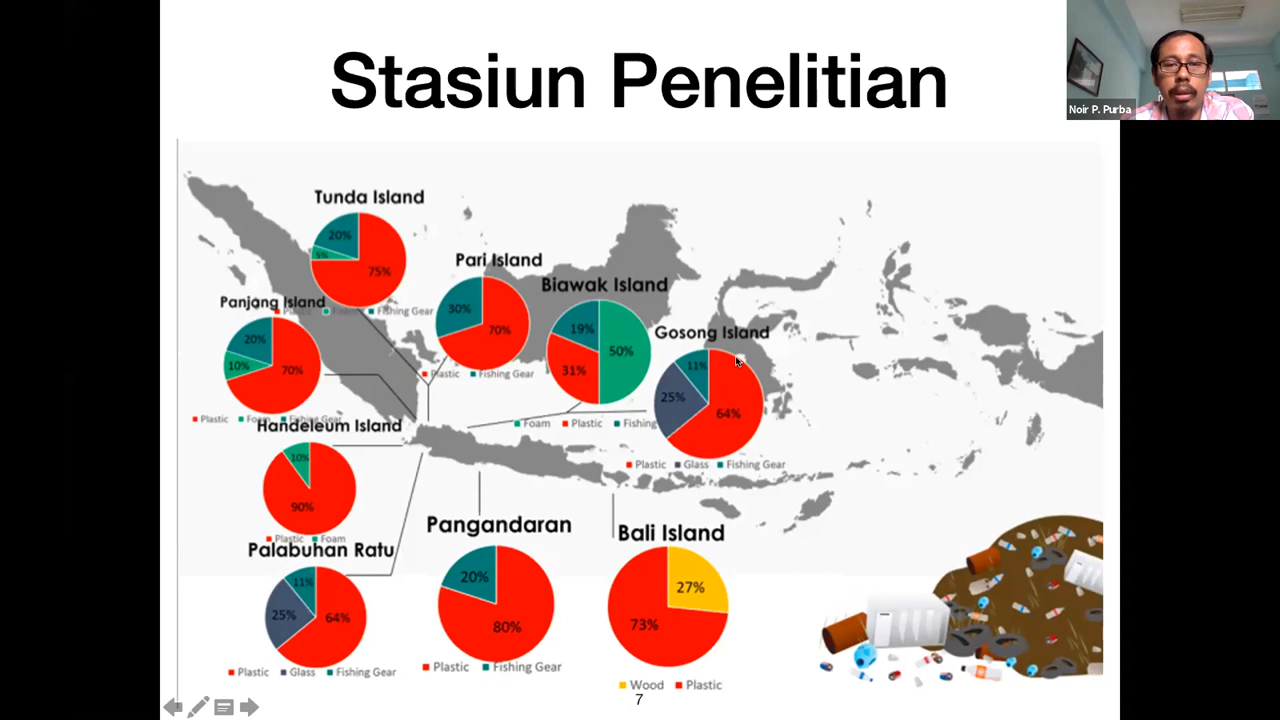 Stasiun Penelitian
Noir P. Purba
Tunda Island
20%
5%
75%
Plastic Foam Fishing Gear
Pari Island
30%
70%
Plastic Fishing Gear
Biawak Island
19%
50%
31%
Foam Plastic Fishing
Gosong Island
11%
25%
64%
Plastic Glass Fishing Gear
Panjang Island
20%
10%
70%
Plastic Foam Fishing Gear
Handeleum Island
10%
90%
Plastic Foam
Palabuhan Ratu
11%
25%
64%
Plastic Glass Fishing Gear
Pangandaran
20%
80%
Plastic Fishing Gear
Bali Island
27%
73%
Wood Plastic
7